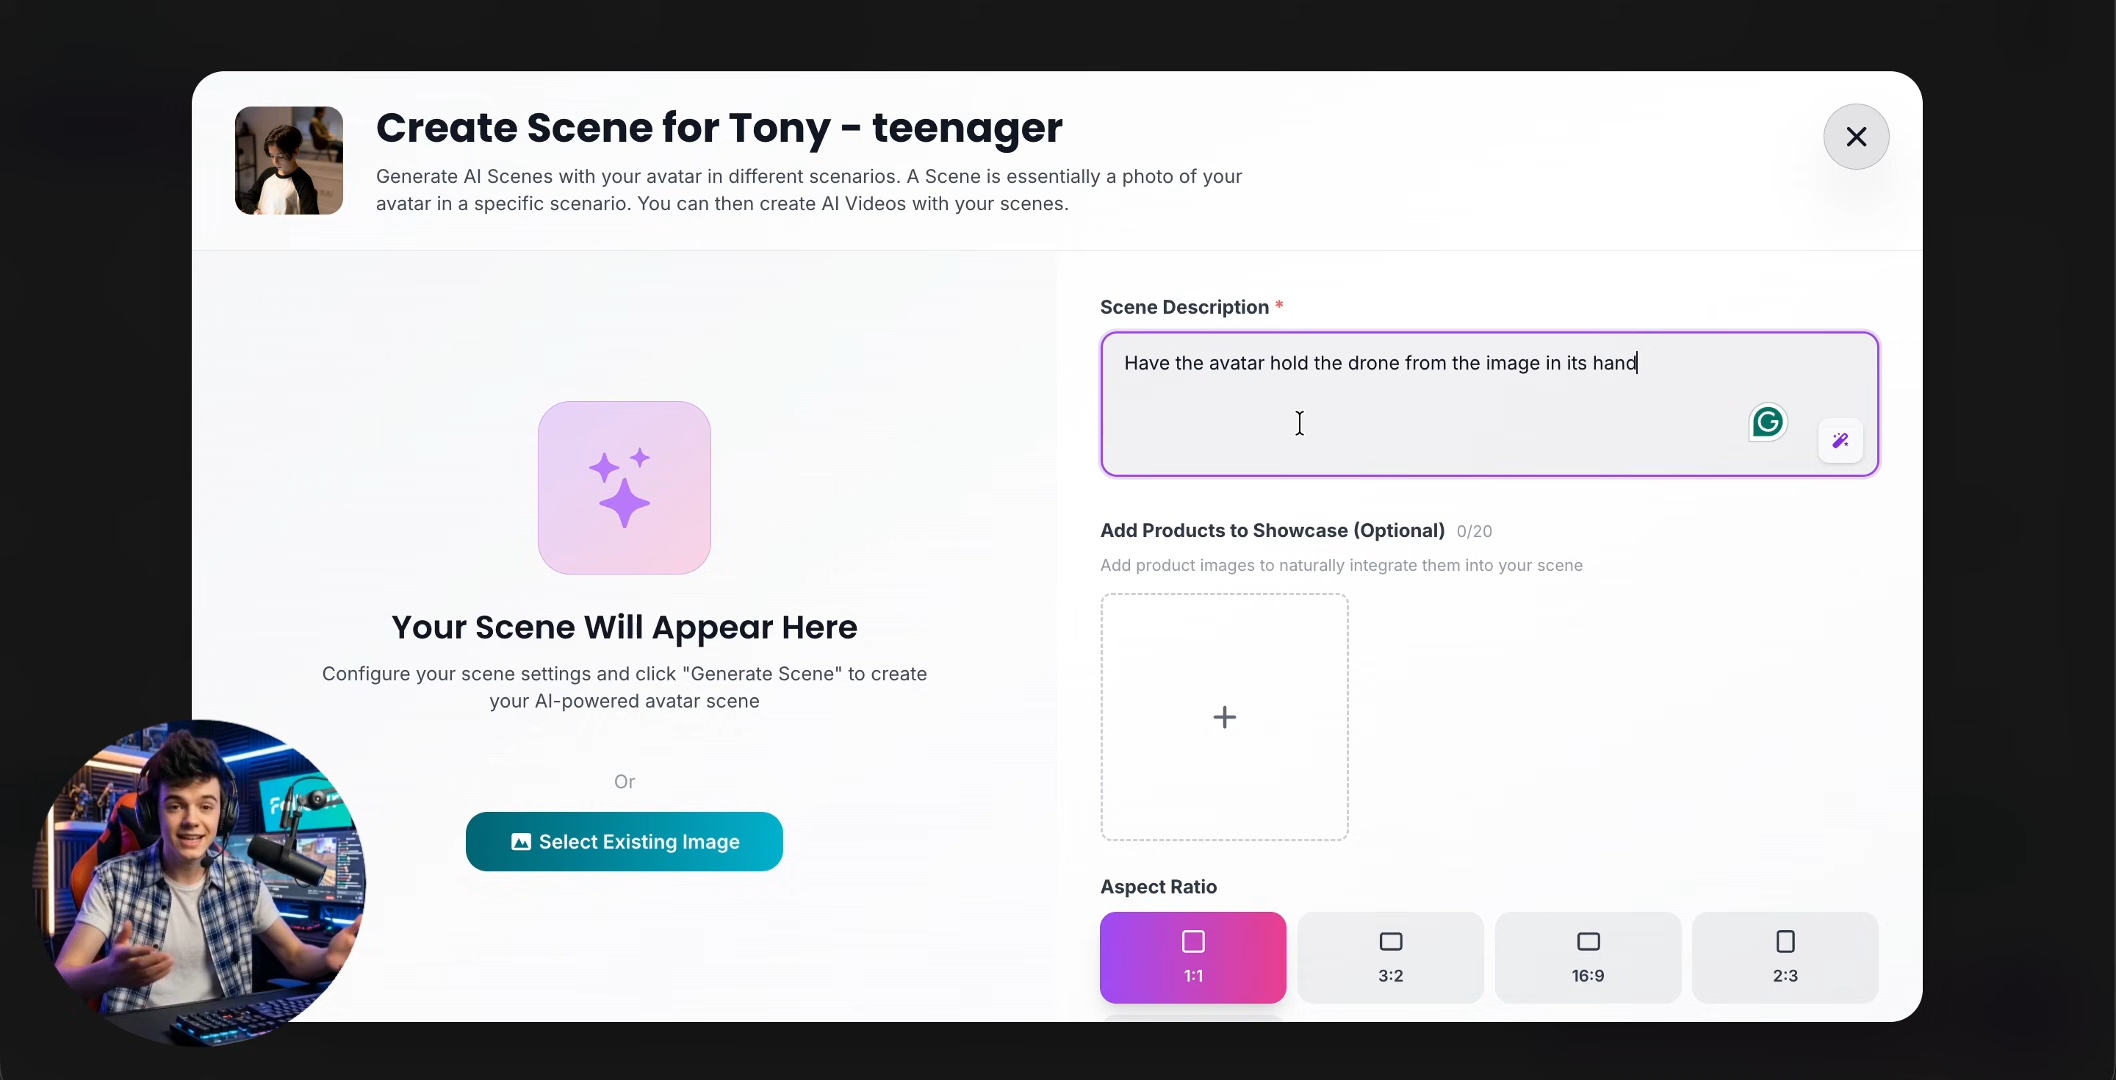 Create Scene for Tony - teenager
Generate AI Scenes with your avatar in different scenarios. A Scene is essentially a photo of your
avatar in a specific scenario. You can then create AI Videos with your scenes.
Your Scene Will Appear Here
Configure your scene settings and click "Generate Scene" to create
your AI-powered avatar scene
Or
Select Existing Image
Scene Description *
Have the avatar hold the drone from the image in its hand
Add Products to Showcase (Optional) 0/20
Add product images to naturally integrate them into your scene
Aspect Ratio
1:1
3:2
16:9
2:3